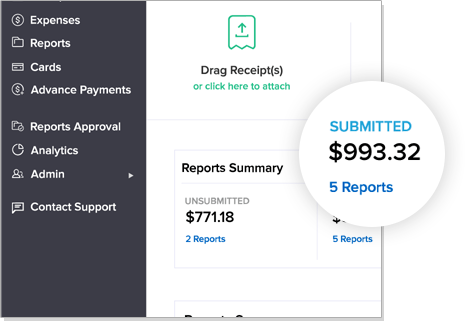 Expenses
Reports
Cards
Advance Payments
Reports Approval
Analytics
Admin
Contact Support
Drag Receipt(s)
or click here to attach
SUBMITTED
$993.32
5 Reports
Reports Summary
UNSUBMITTED
$771.18
2 Reports
5 Reports